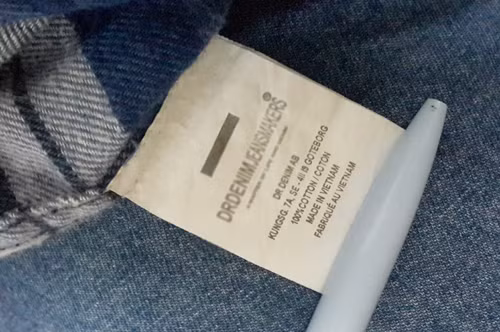 DRDENIMJEANSMAKERS®
DR DENIM AB
KUNGSG. 7A, SE - 411 19 GOTEBORG
100% COTTON / COTON
MADE IN VIETNAM
FABRIQUÉ AU VIETNAM